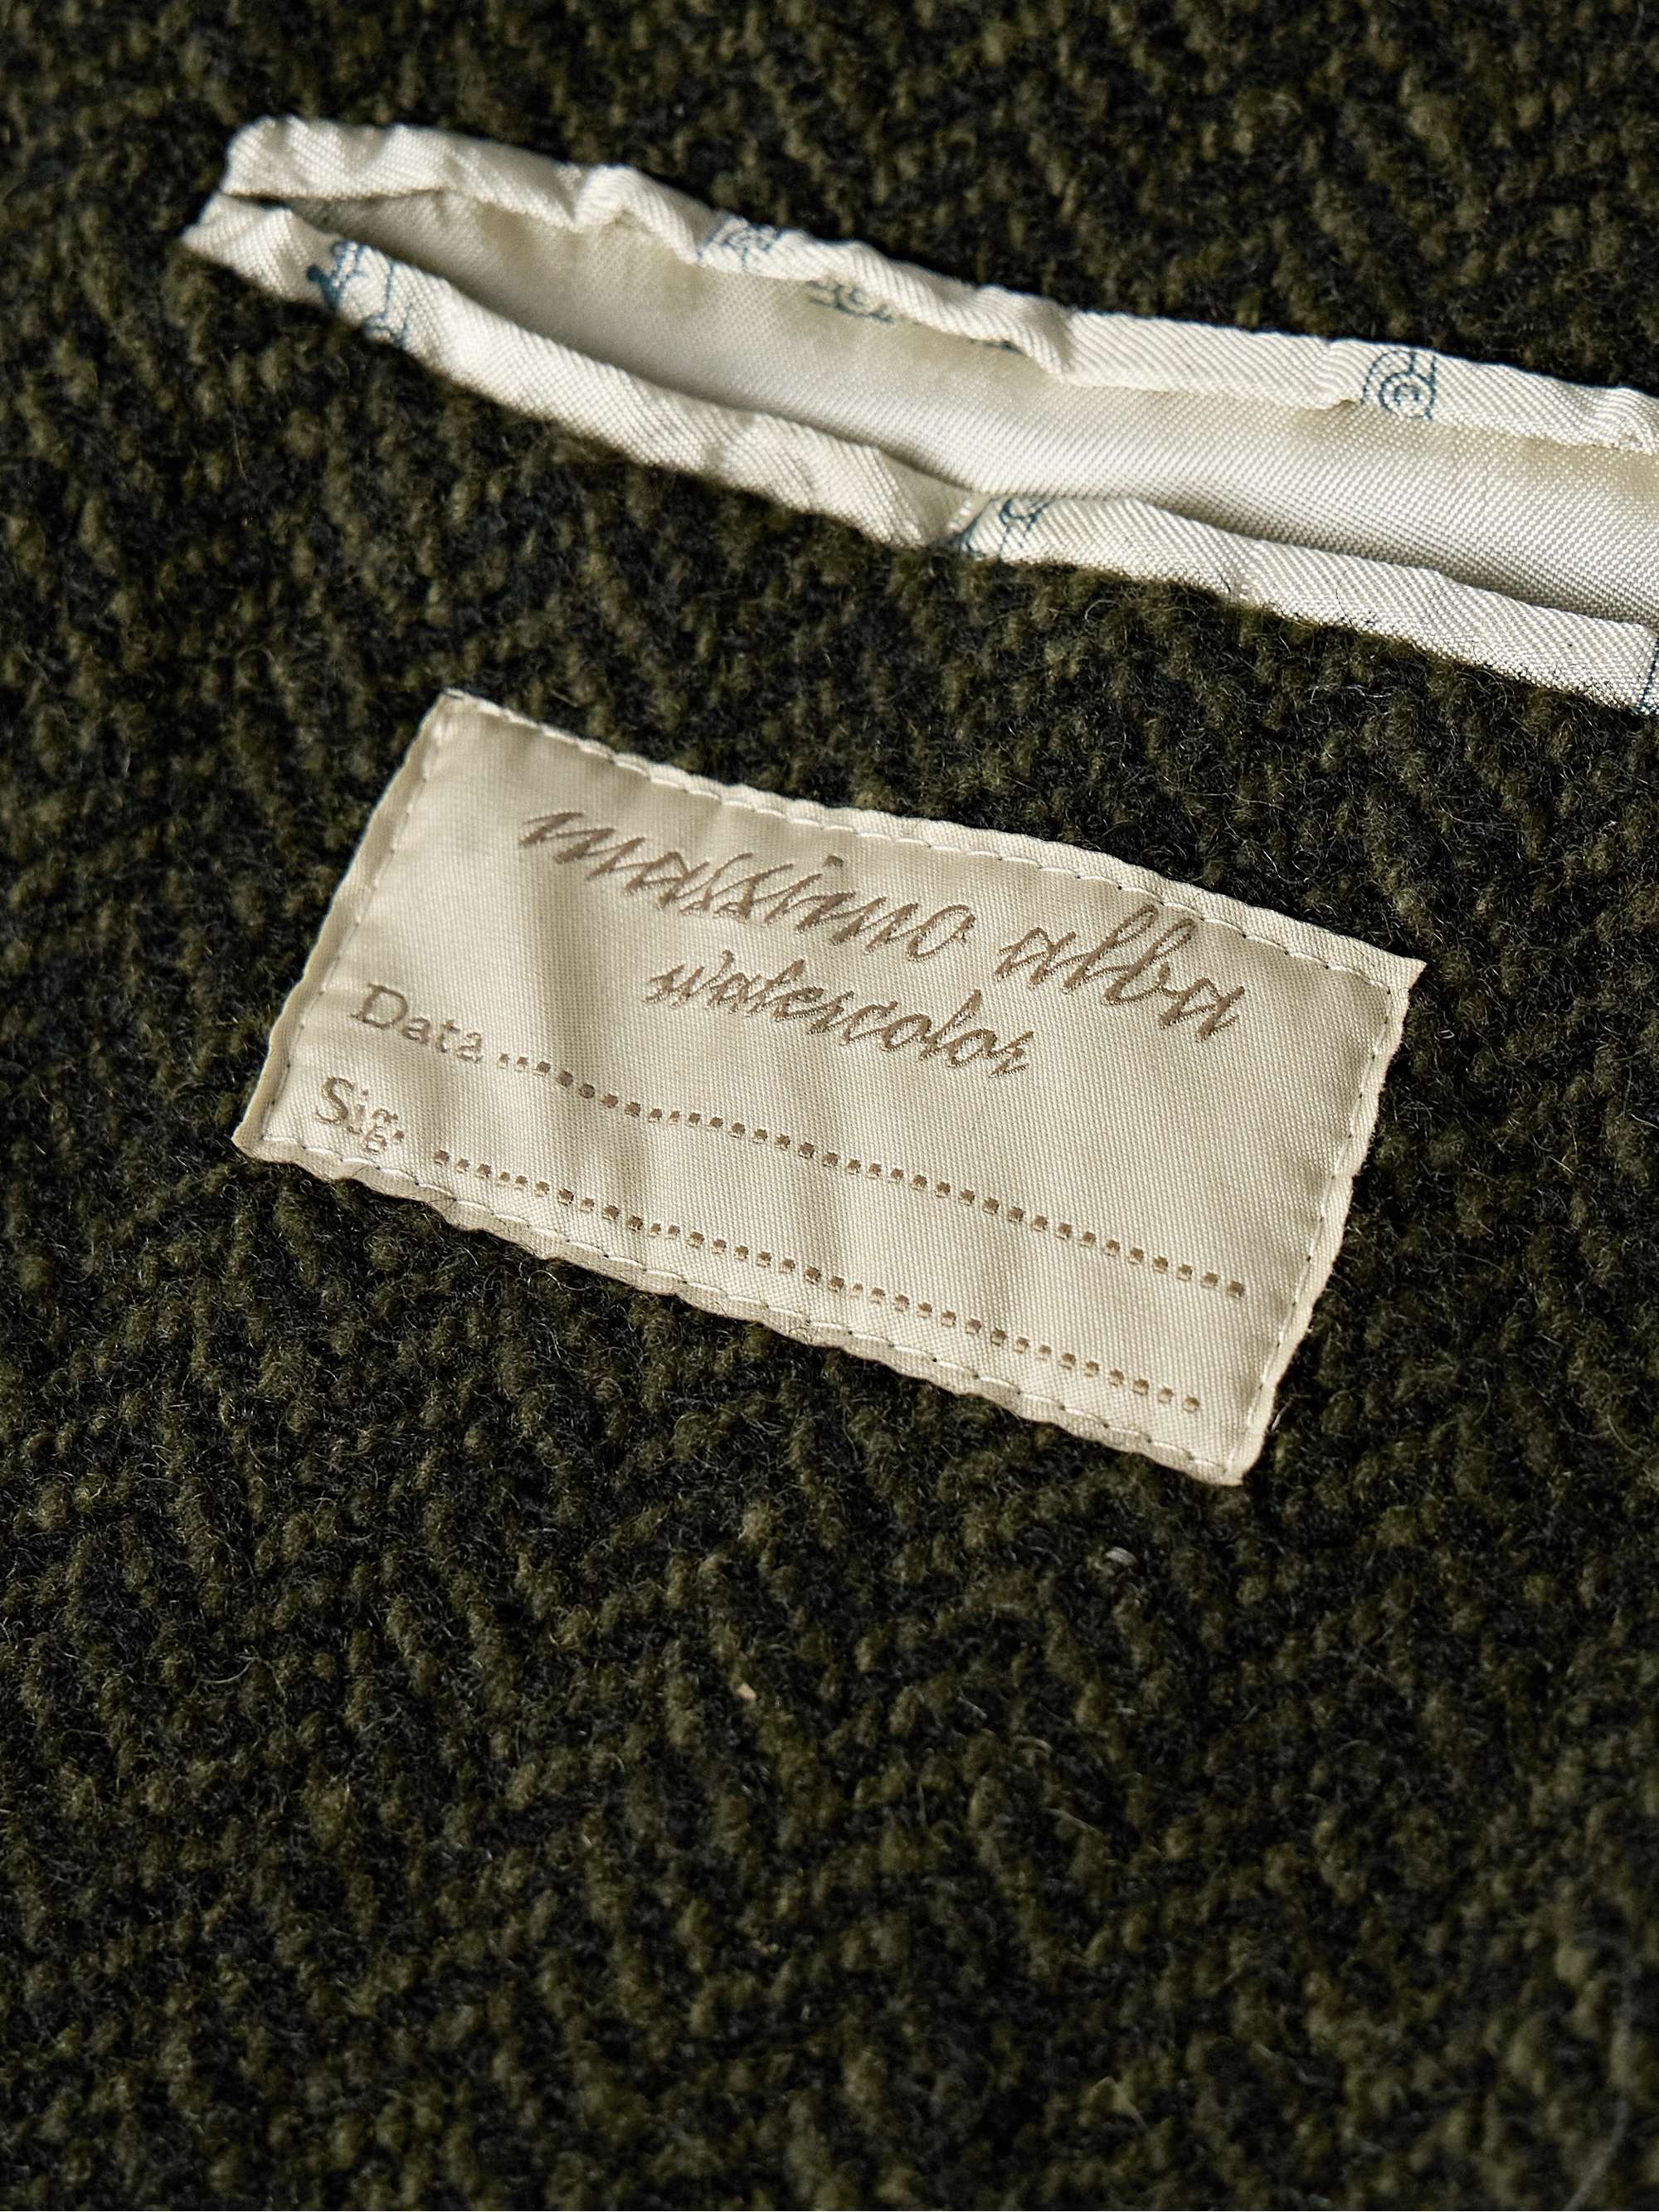 massimo alba
watercolor
Data..................................
Sig. ..................................